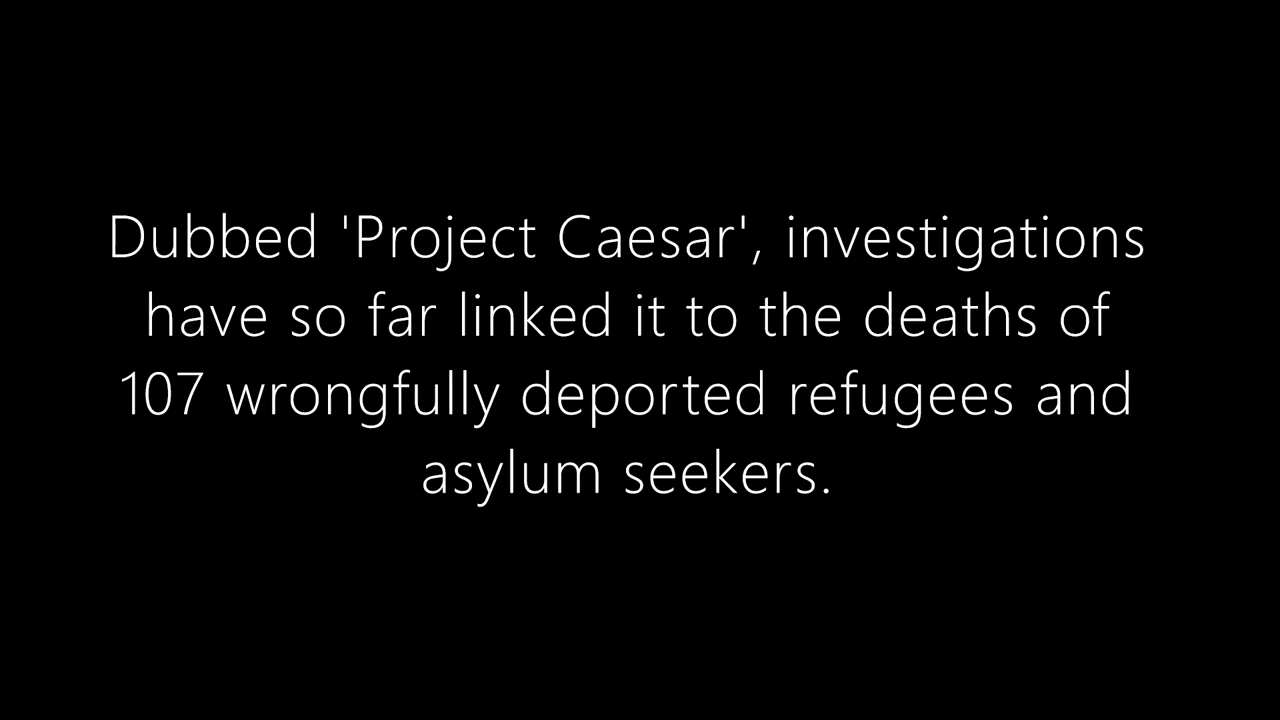 Dubbed 'Project Caesar', investigations
have so far linked it to the deaths of
107 wrongfully deported refugees and
asylum seekers.